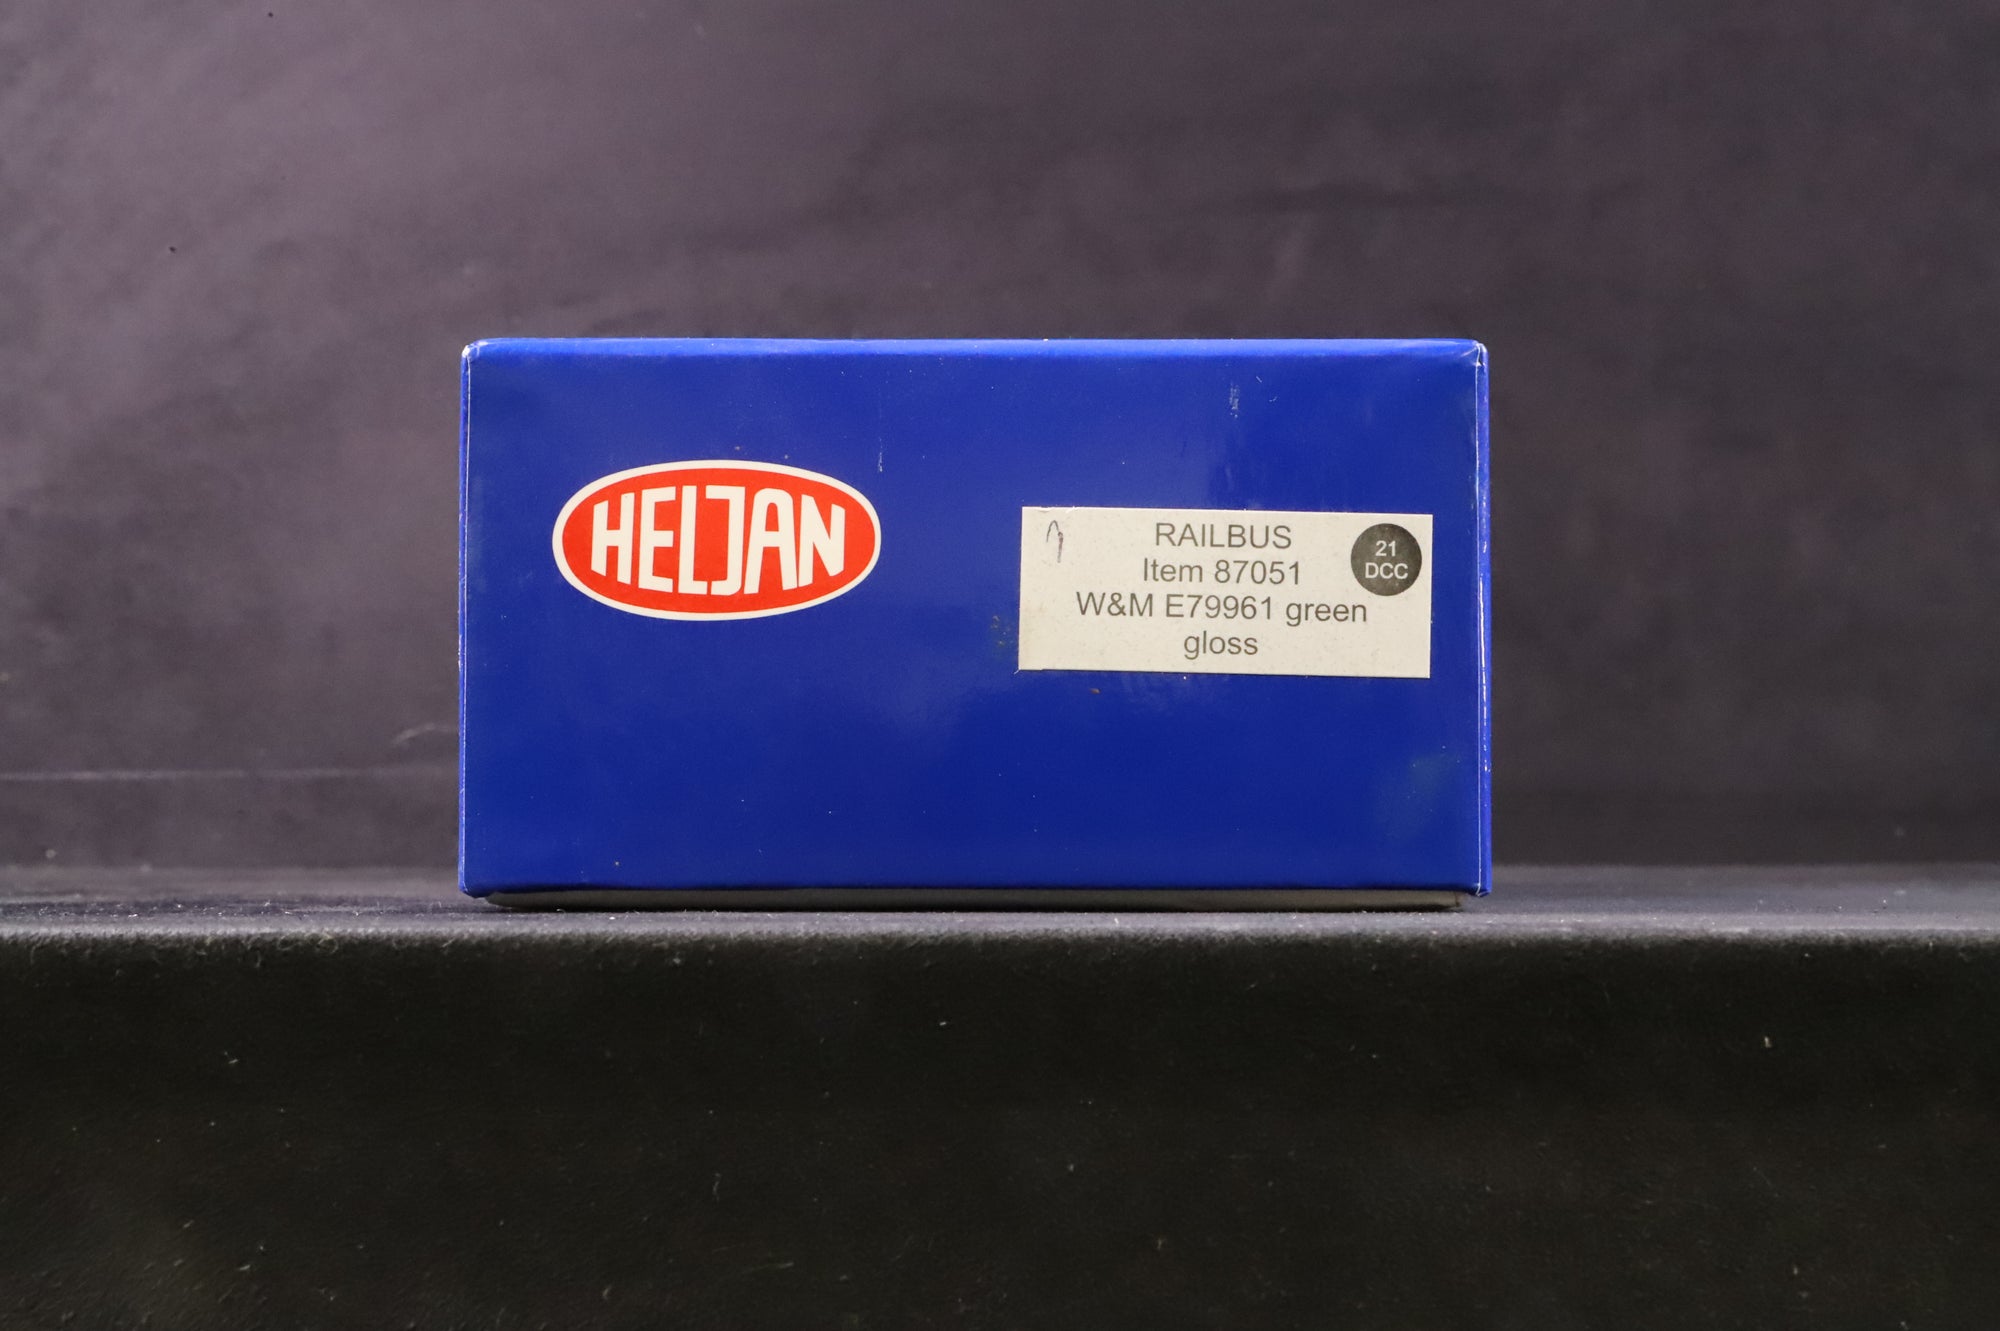 HELJAN
RAILBUS
Item 87051
W&M E79961 green
gloss
21
DCC